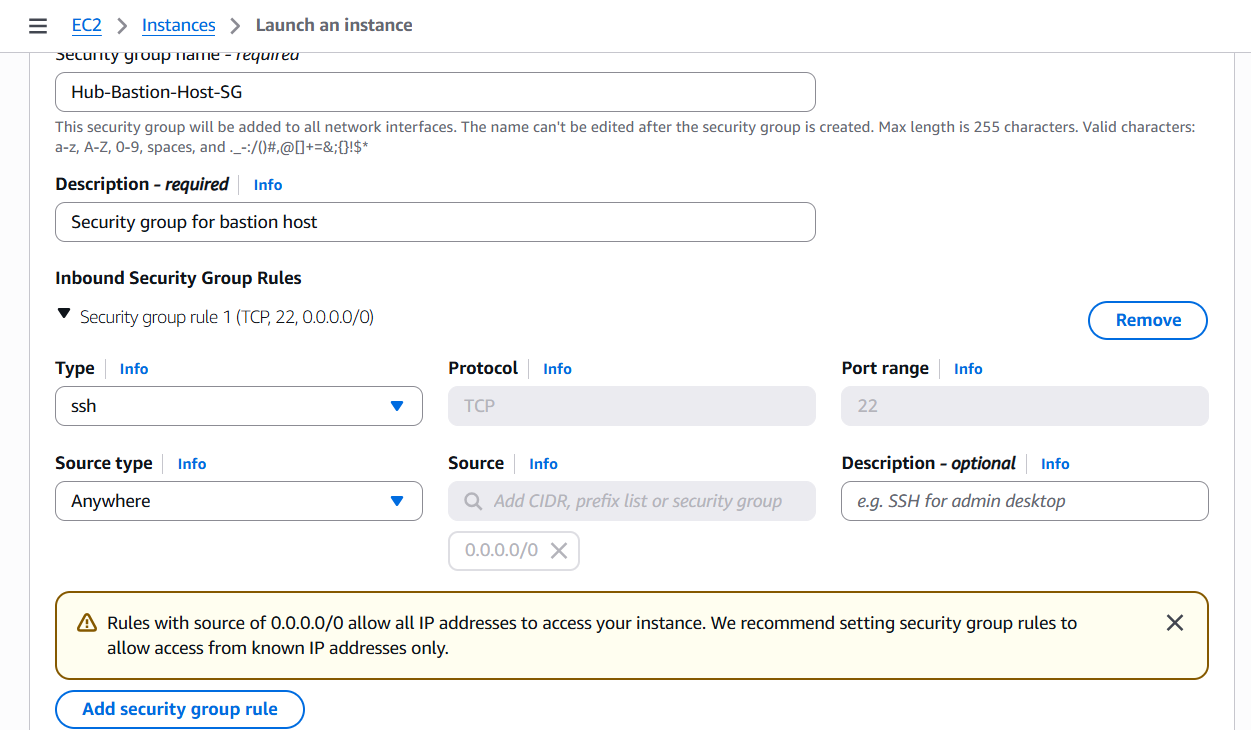 EC2 > Instances > Launch an instance
Security group name - required
Hub-Bastion-Host-SG
This security group will be added to all network interfaces. The name can't be edited after the security group is created. Max length is 255 characters. Valid characters:
a-z, A-Z, 0-9, spaces, and ._-:/()#,@[]+=&;{}!$*
Description - required Info
Security group for bastion host
Inbound Security Group Rules
Security group rule 1 (TCP, 22, 0.0.0.0/0)
Remove
Type Info Protocol Info Port range Info
ssh TCP 22
Source type Info Source Info Description - optional Info
Anywhere Add CIDR, prefix list or security group e.g. SSH for admin desktop
0.0.0.0/0
Rules with source of 0.0.0.0/0 allow all IP addresses to access your instance. We recommend setting security group rules to
allow access from known IP addresses only.
Add security group rule